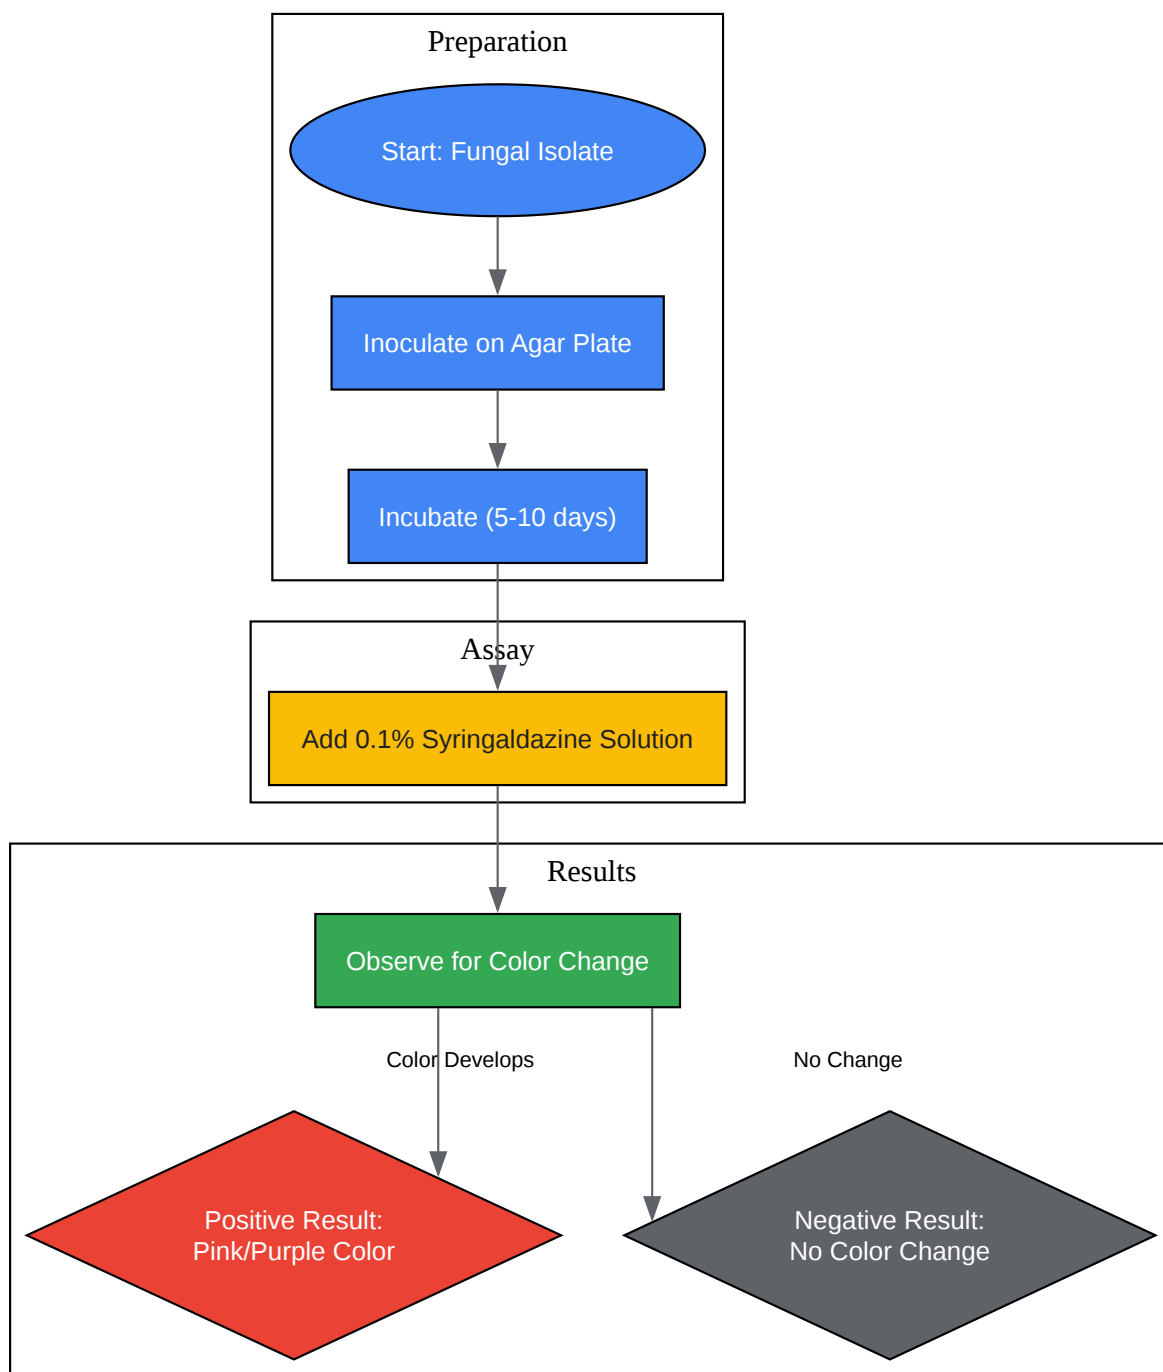 Preparation
Start: Fungal Isolate
Inoculate on Agar Plate
Incubate (5-10 days)
Assay
Add 0.1% Syringaldazine Solution
Results
Observe for Color Change
Color Develops
No Change
Positive Result:
Pink/Purple Color
Negative Result:
No Color Change